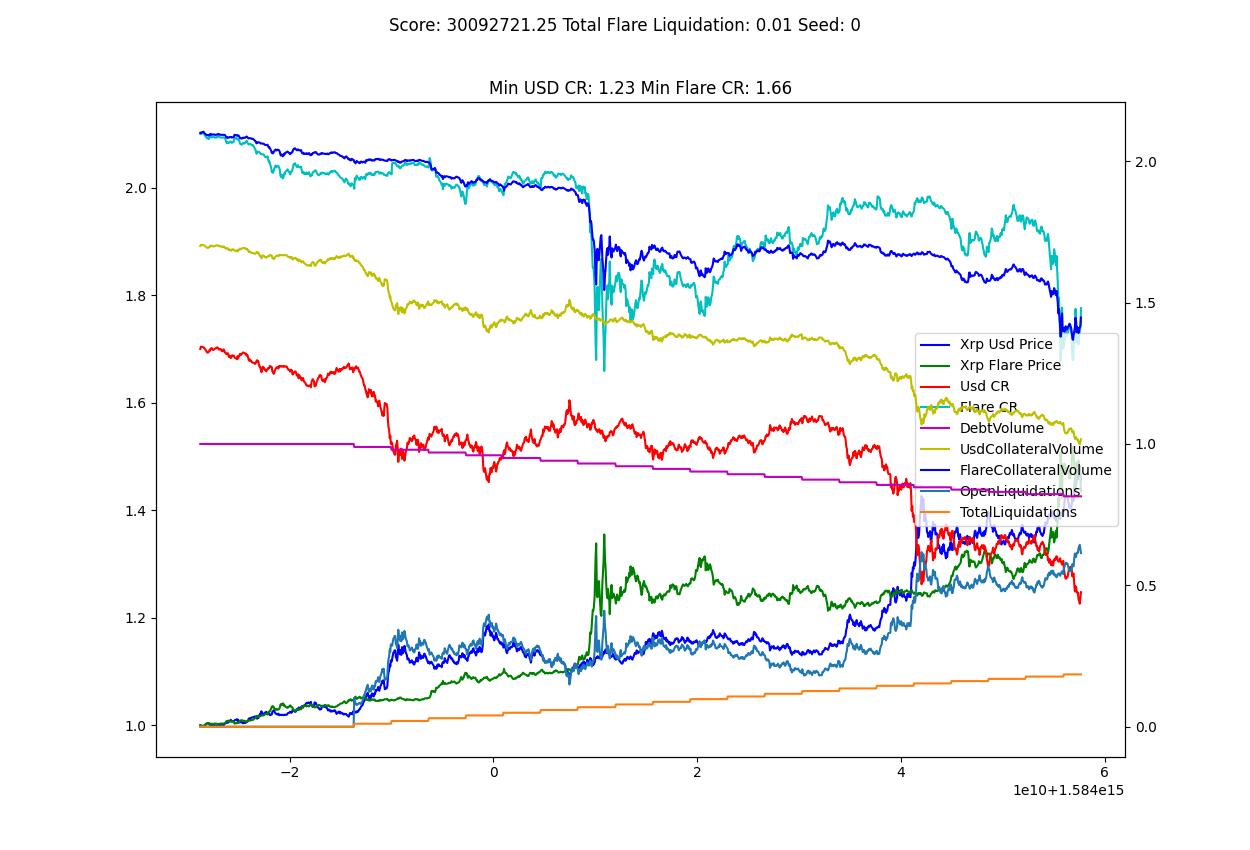 Score: 30092721.25 Total Flare Liquidation: 0.01 Seed: 0
Min USD CR: 1.23 Min Flare CR: 1.66
2.0
1.8
1.6
1.4
1.2
1.0
2.0
1.5
1.0
0.5
0.0
Xrp Usd Price
Xrp Flare Price
Usd CR
Flare CR
DebtVolume
UsdCollateralVolume
FlareCollateralVolume
OpenLiquidations
TotalLiquidations
−2 0 2 4 6
1e10+1.584e15